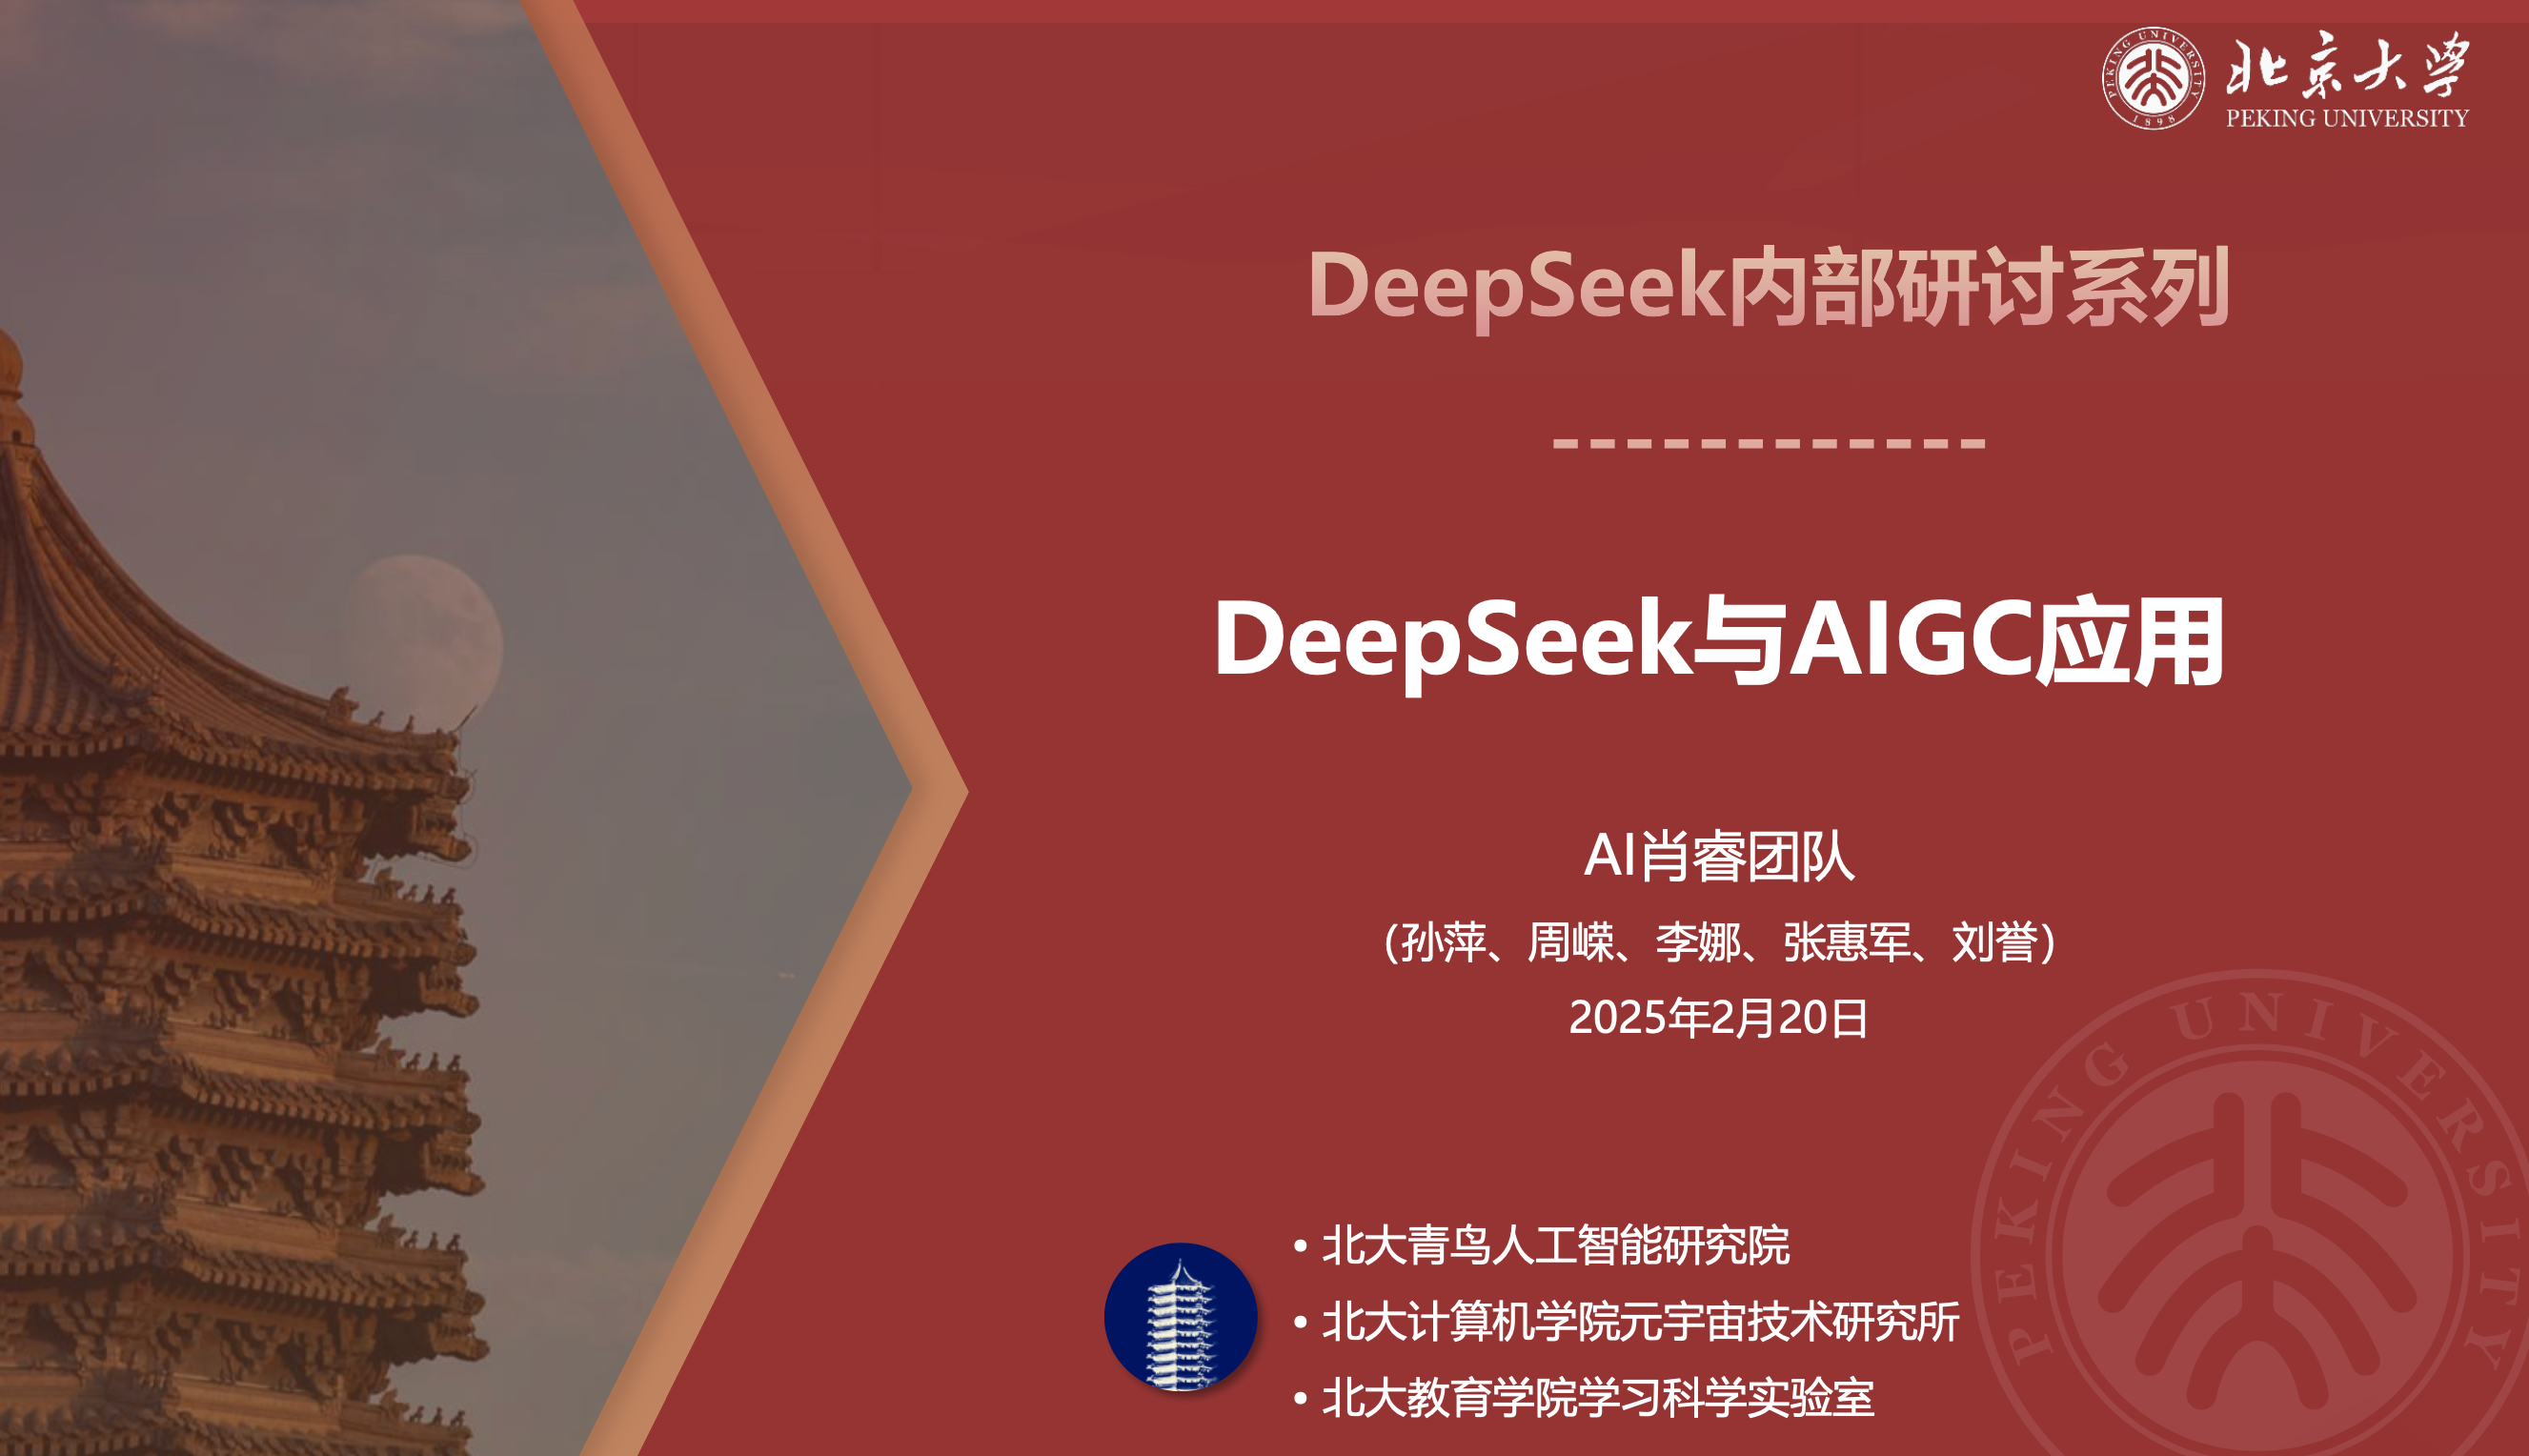 PEKING UNIVERSITY 1898
北京大学
PEKING UNIVERSITY
DeepSeek内部研讨系列
------------
DeepSeek与AIGC应用
AI肖睿团队
（孙萍、周嵘、李娜、张惠军、刘誉）
2025年2月20日
• 北大青鸟人工智能研究院
• 北大计算机学院元宇宙技术研究所
• 北大教育学院学习科学实验室
PEKING UNIVERSITY